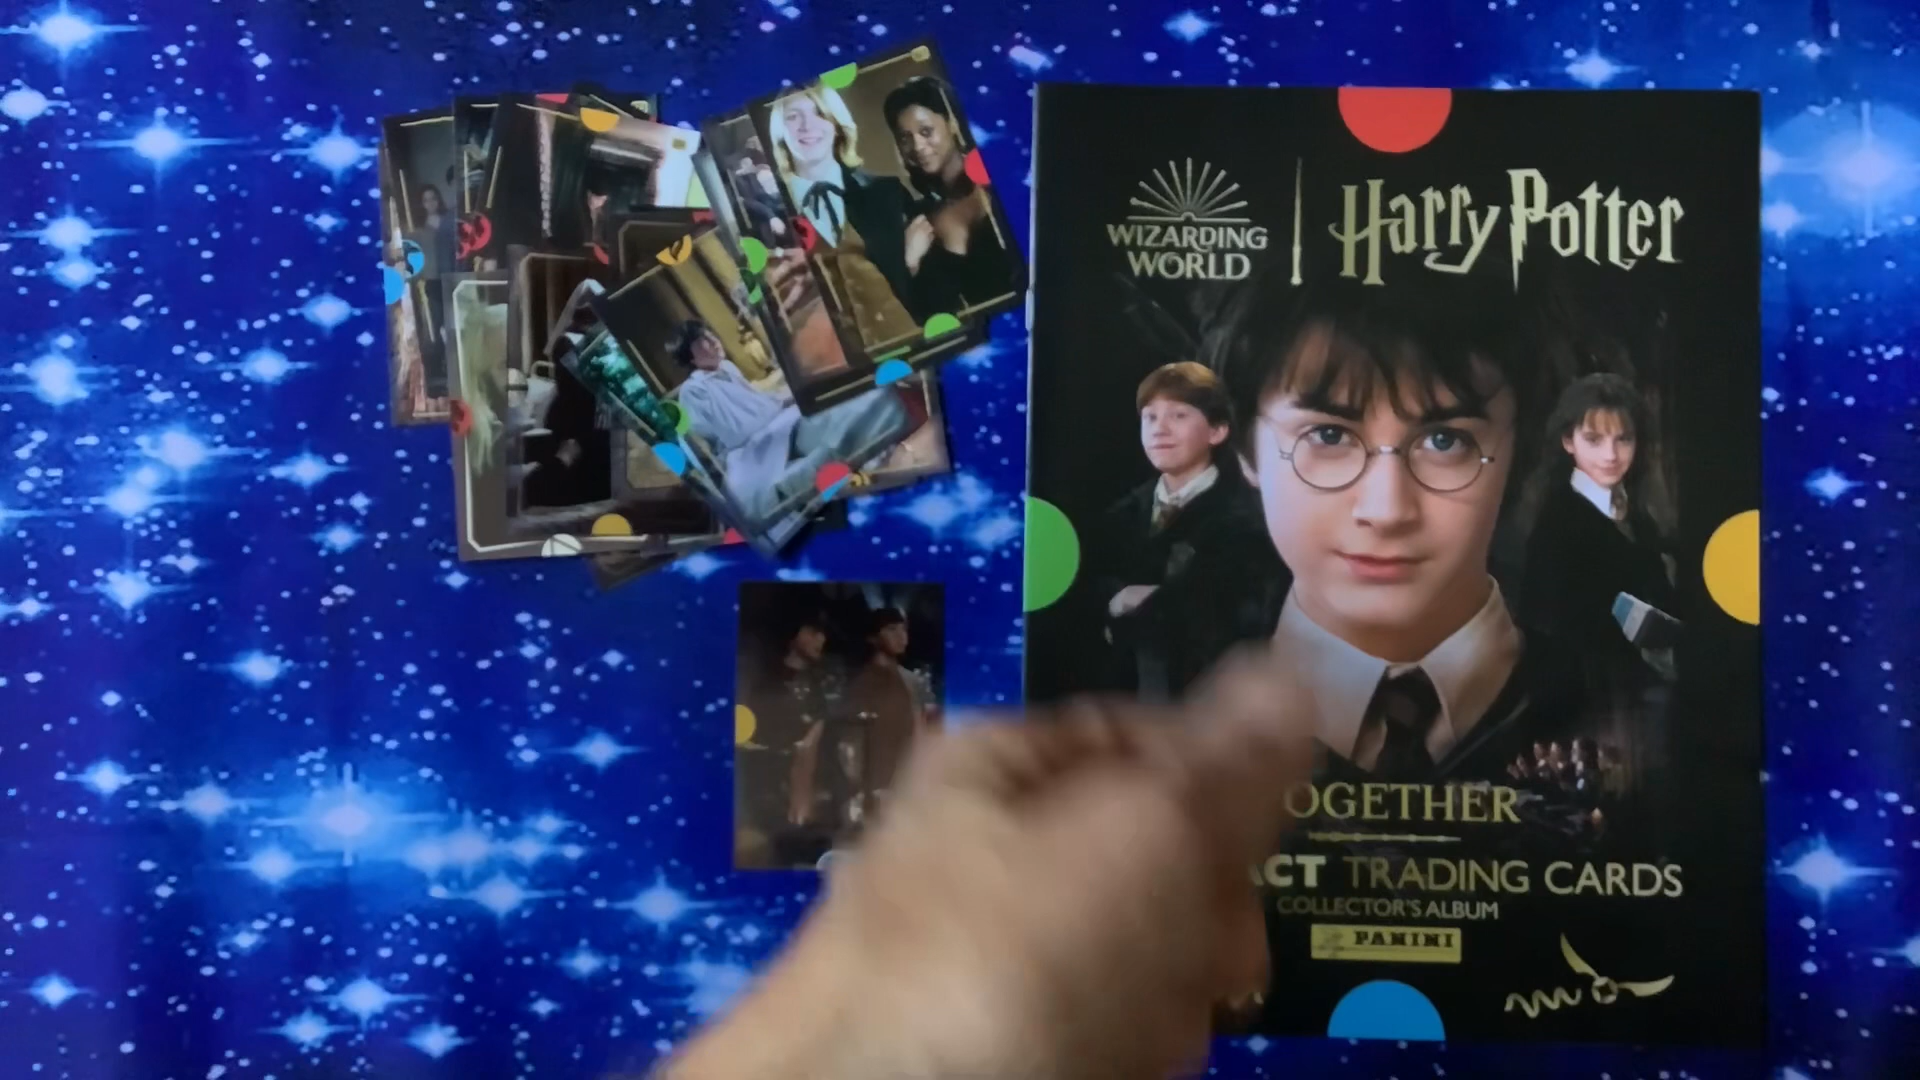 WIZARDING
WORLD
Harry Potter
OGETHER
ACT TRADING CARDS
COLLECTOR'S ALBUM
PANINI